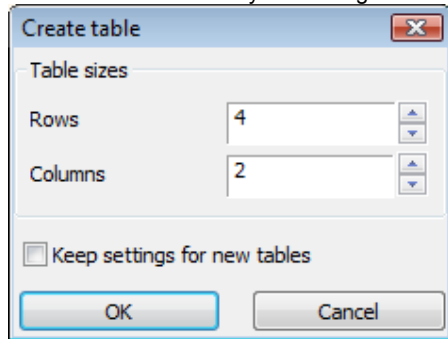 Create table
Table sizes
Rows 4
Columns 2
Keep settings for new tables
OK Cancel